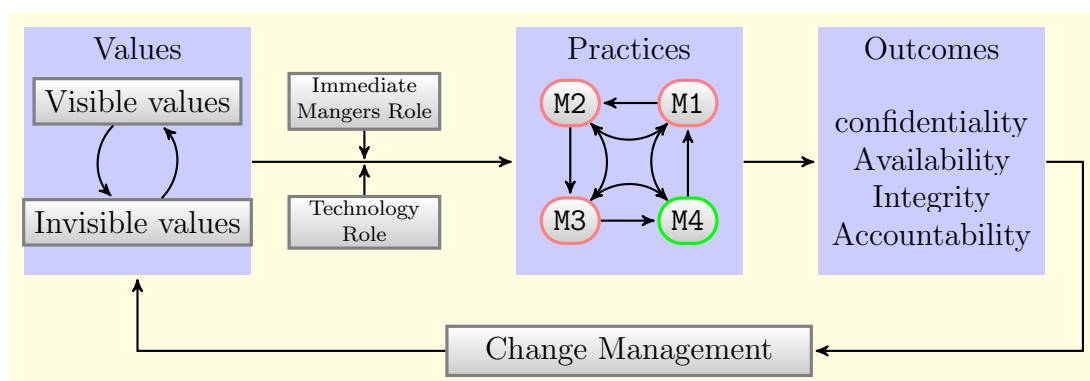 Values
Visible values
Invisible values
Immediate
Mangers Role
Technology
Role
Practices
M2
M1
M3
M4
Outcomes
confidentiality
Availability
Integrity
Accountability
Change Management